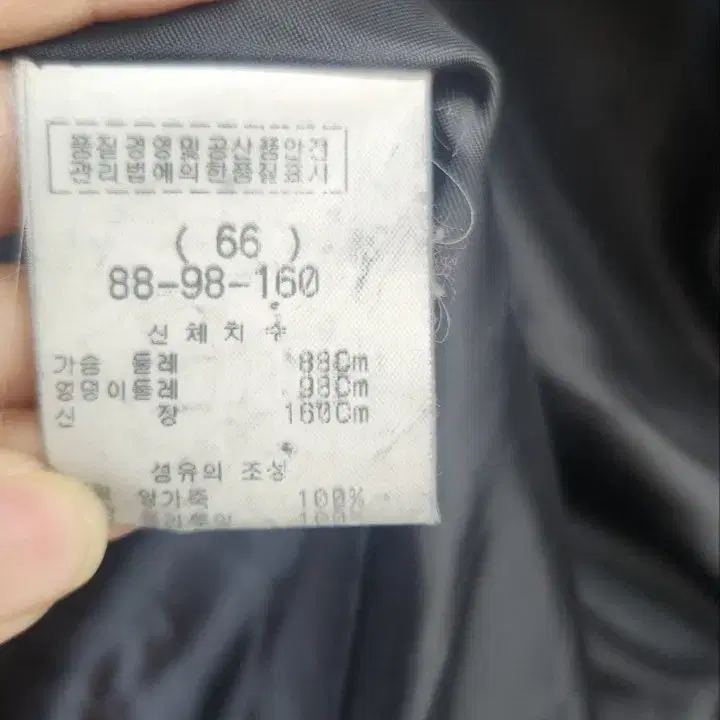 품질경영및공산품안전
관리법에의한품질표시
( 66 )
88-98-160
신체치수
가슴 둘레 88Cm
엉덩이둘레 98Cm
신 장 160Cm
섬유의 조성
양가죽 100%
100%